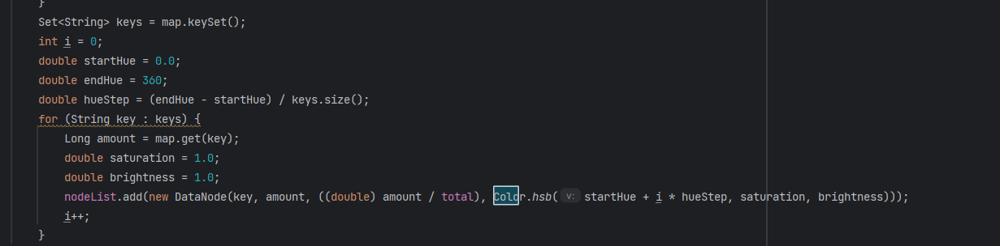 }
Set<String> keys = map.keySet();
int i = 0;
double startHue = 0.0;
double endHue = 360;
double hueStep = (endHue - startHue) / keys.size();
for (String key : keys) {
Long amount = map.get(key);
double saturation = 1.0;
double brightness = 1.0;
nodeList.add(new DataNode(key, amount, ((double) amount / total), Color.hsb( v: startHue + i * hueStep, saturation, brightness)));
i++;
}